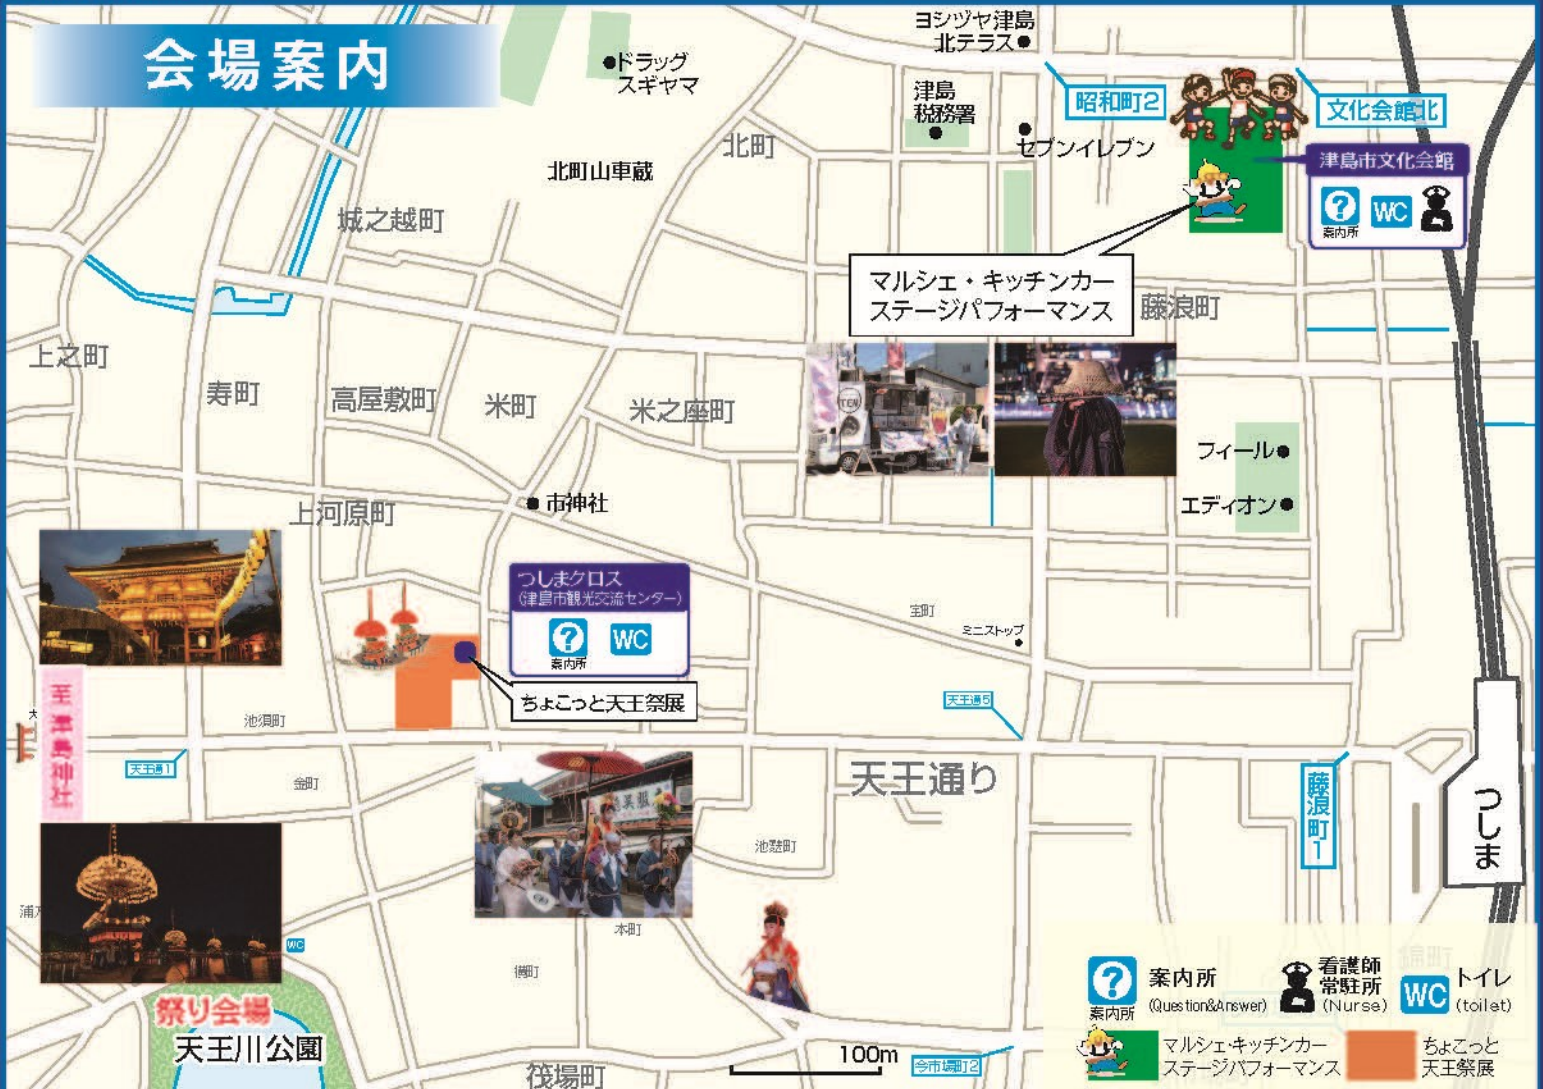 会場案内
ヨシヅヤ津島
北テラス
ドラッグ
スギヤマ
津島
税務署
昭和町2
文化会館北
セブンイレブン
北町
北町山車蔵
津島市文化会館
案内所
WC
城之越町
マルシェ・キッチンカー
ステージパフォーマンス
藤浪町
上之町
寿町
高屋敷町
米町
米之座町
フィール
エディオン
市神社
上河原町
つしまクロス
(津島市観光交流センター)
案内所
WC
宝町
ミニストップ
ちょこっと天王祭展
至 津島神社
池須町
天王通5
天王通1
金町
天王通り
藤浪町1
つしま
池麩町
本町
WC
橋町
祭り会場
天王川公園
筏場町
100m
今市場町2
錦町
案内所
案内所
(Question&Answer)
看護師
常駐所
(Nurse)
WC
トイレ
(toilet)
マルシェ・キッチンカー
ステージパフォーマンス
ちょこっと
天王祭展